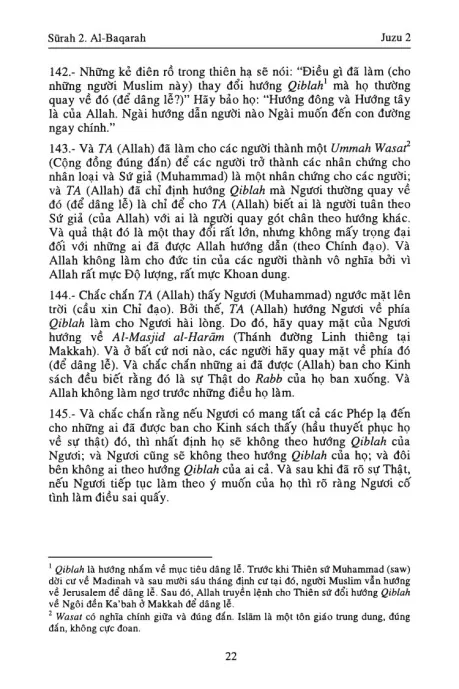 Sūrah 2. Al-Baqarah Juzu 2
142.- Những kẻ điên rồ trong thiên hạ sẽ nói: “Điều gì đã làm (cho
những người Muslim này) thay đổi hướng Qiblah¹ mà họ thường
quay về đó (để dâng lễ?)” Hãy bảo họ: “Hướng đông và Hướng tây
là của Allah. Ngài hướng dẫn người nào Ngài muốn đến con đường
ngay chính.”
143.- Và TA (Allah) đã làm cho các người thành một Ummah Wasat²
(Cộng đồng đúng đắn) để các người trở thành các nhân chứng cho
nhân loại và Sứ giả (Muhammad) là một nhân chứng cho các người;
và TA (Allah) đã chỉ định hướng Qiblah mà Ngươi thường quay về
đó (để dâng lễ) là chỉ để cho TA (Allah) biết ai là người tuân theo
Sứ giả (của Allah) với ai là người quay gót chân theo hướng khác.
Và quả thật đó là một thay đổi rất lớn, nhưng không mấy trọng đại
đối với những ai đã được Allah hướng dẫn (theo Chính đạo). Và
Allah không làm cho đức tin của các người thành vô nghĩa bởi vì
Allah rất mực Độ lượng, rất mực Khoan dung.
144.- Chắc chắn TA (Allah) thấy Ngươi (Muhammad) ngước mặt lên
trời (cầu xin Chỉ đạo). Bởi thế, TA (Allah) hướng Ngươi về phía
Qiblah làm cho Ngươi hài lòng. Do đó, hãy quay mặt của Ngươi
hướng về Al-Masjid al-Harām (Thánh đường Linh thiêng tại
Makkah). Và ở bất cứ nơi nào, các người hãy quay mặt về phía đó
(để dâng lễ). Và chắc chắn những ai đã được (Allah) ban cho Kinh
sách đều biết rằng đó là sự Thật do Rabb của họ ban xuống. Và
Allah không làm ngơ trước những điều họ làm.
145.- Và chắc chắn rằng nếu Ngươi có mang tất cả các Phép lạ đến
cho những ai đã được ban cho Kinh sách thấy (hầu thuyết phục họ
về sự thật) đó, thì nhất định họ sẽ không theo hướng Qiblah của
Ngươi; và Ngươi cũng sẽ không theo hướng Qiblah của họ; và đôi
bên không ai theo hướng Qiblah của ai cả. Và sau khi đã rõ sự Thật,
nếu Ngươi tiếp tục làm theo ý muốn của họ thì rõ ràng Ngươi cố
tình làm điều sai quấy.
¹ Qiblah là hướng nhắm về mục tiêu dâng lễ. Trước khi Thiên sứ Muhammad (saw)
dời cư về Madinah và sau mười sáu tháng định cư tại đó, người Muslim vẫn hướng
về Jerusalem để dâng lễ. Sau đó, Allah truyền lệnh cho Thiên sứ đổi hướng Qiblah
về Ngôi đền Ka'bah ở Makkah để dâng lễ.
² Wasat có nghĩa chính giữa và đúng đắn. Islām là một tôn giáo trung dung, đúng
đắn, không cực đoan.
22